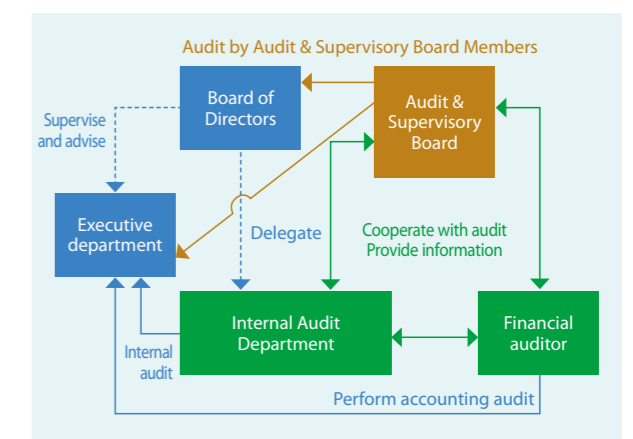 Audit by Audit & Supervisory Board Members
Board of
Directors
Audit &
Supervisory
Board
Supervise
and advise
Executive
department
Delegate
Cooperate with audit
Provide information
Internal Audit
Department
Financial
auditor
Internal
audit
Perform accounting audit